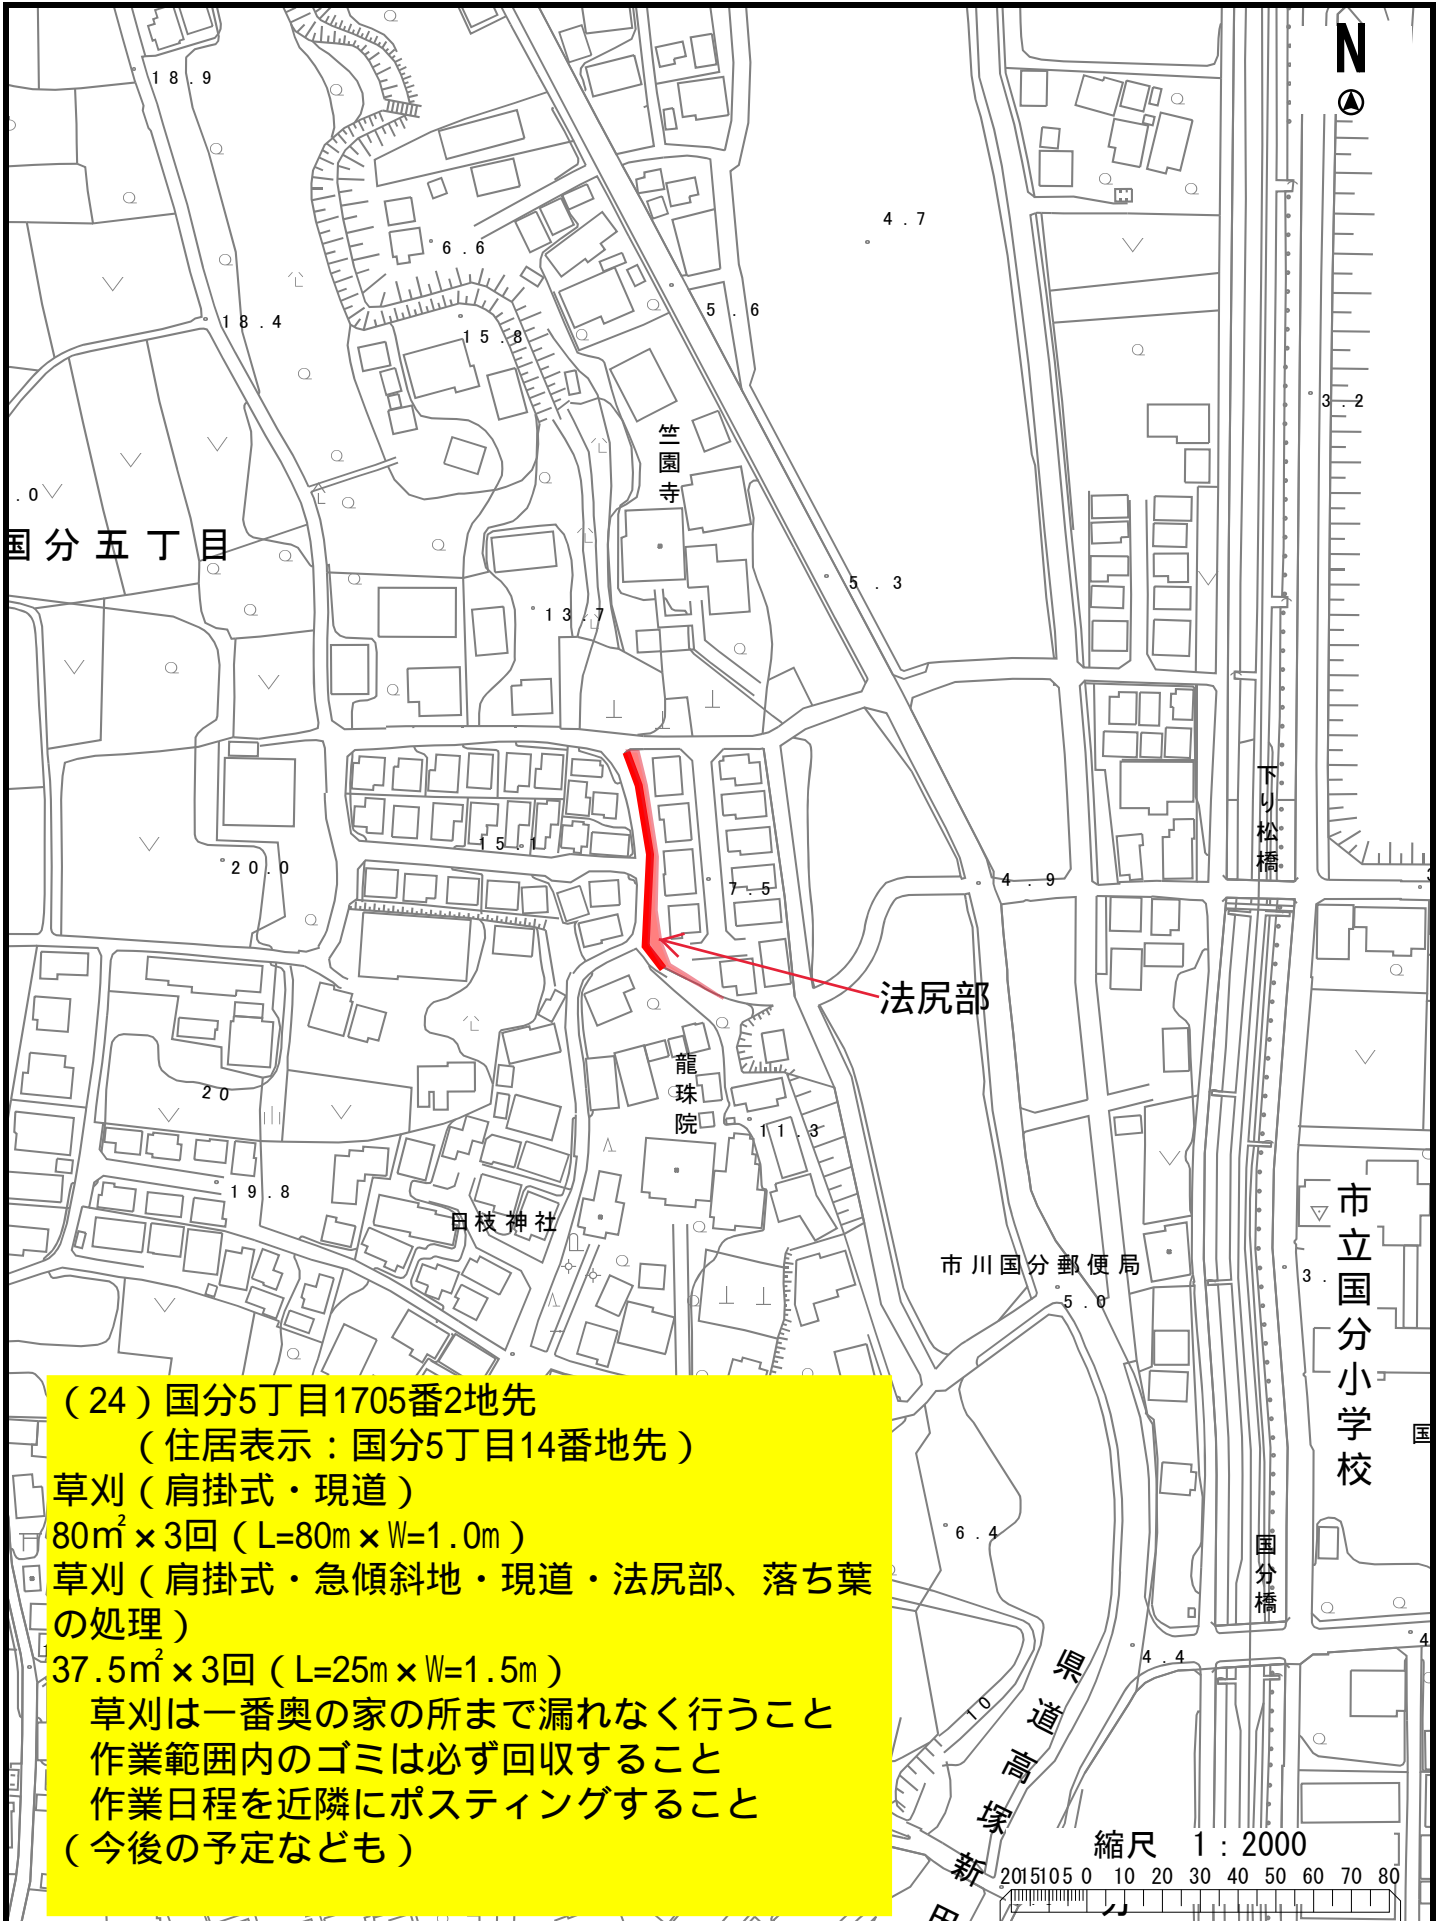 N
18.9
4.7
6.6
5.6
18.4
15.8
3.2
竺園寺
.0
国分五丁目
5.3
13.7
下り松橋
15.1
20.0
7.5
4.9
法尻部
龍珠院
20
11.3
19.8
日枝神社
市立国分小学校
市川国分郵便局
3.
5.0
国
(24)国分5丁目1705番2地先
(住居表示:国分5丁目14番地先)
草刈(肩掛式・現道)
80㎡×3回(L=80m×W=1.0m)
草刈(肩掛式・急傾斜地・現道・法尻部、落ち葉
の処理)
37.5㎡×3回(L=25m×W=1.5m)
草刈は一番奥の家の所まで漏れなく行うこと
作業範囲内のゴミは必ず回収すること
作業日程を近隣にポスティングすること
(今後の予定なども)
6.4
国分橋
4.4
4
10
県道高塚新田
縮尺 1:2000
20 15 10 5 0 10 20 30 40 50 60 70 80